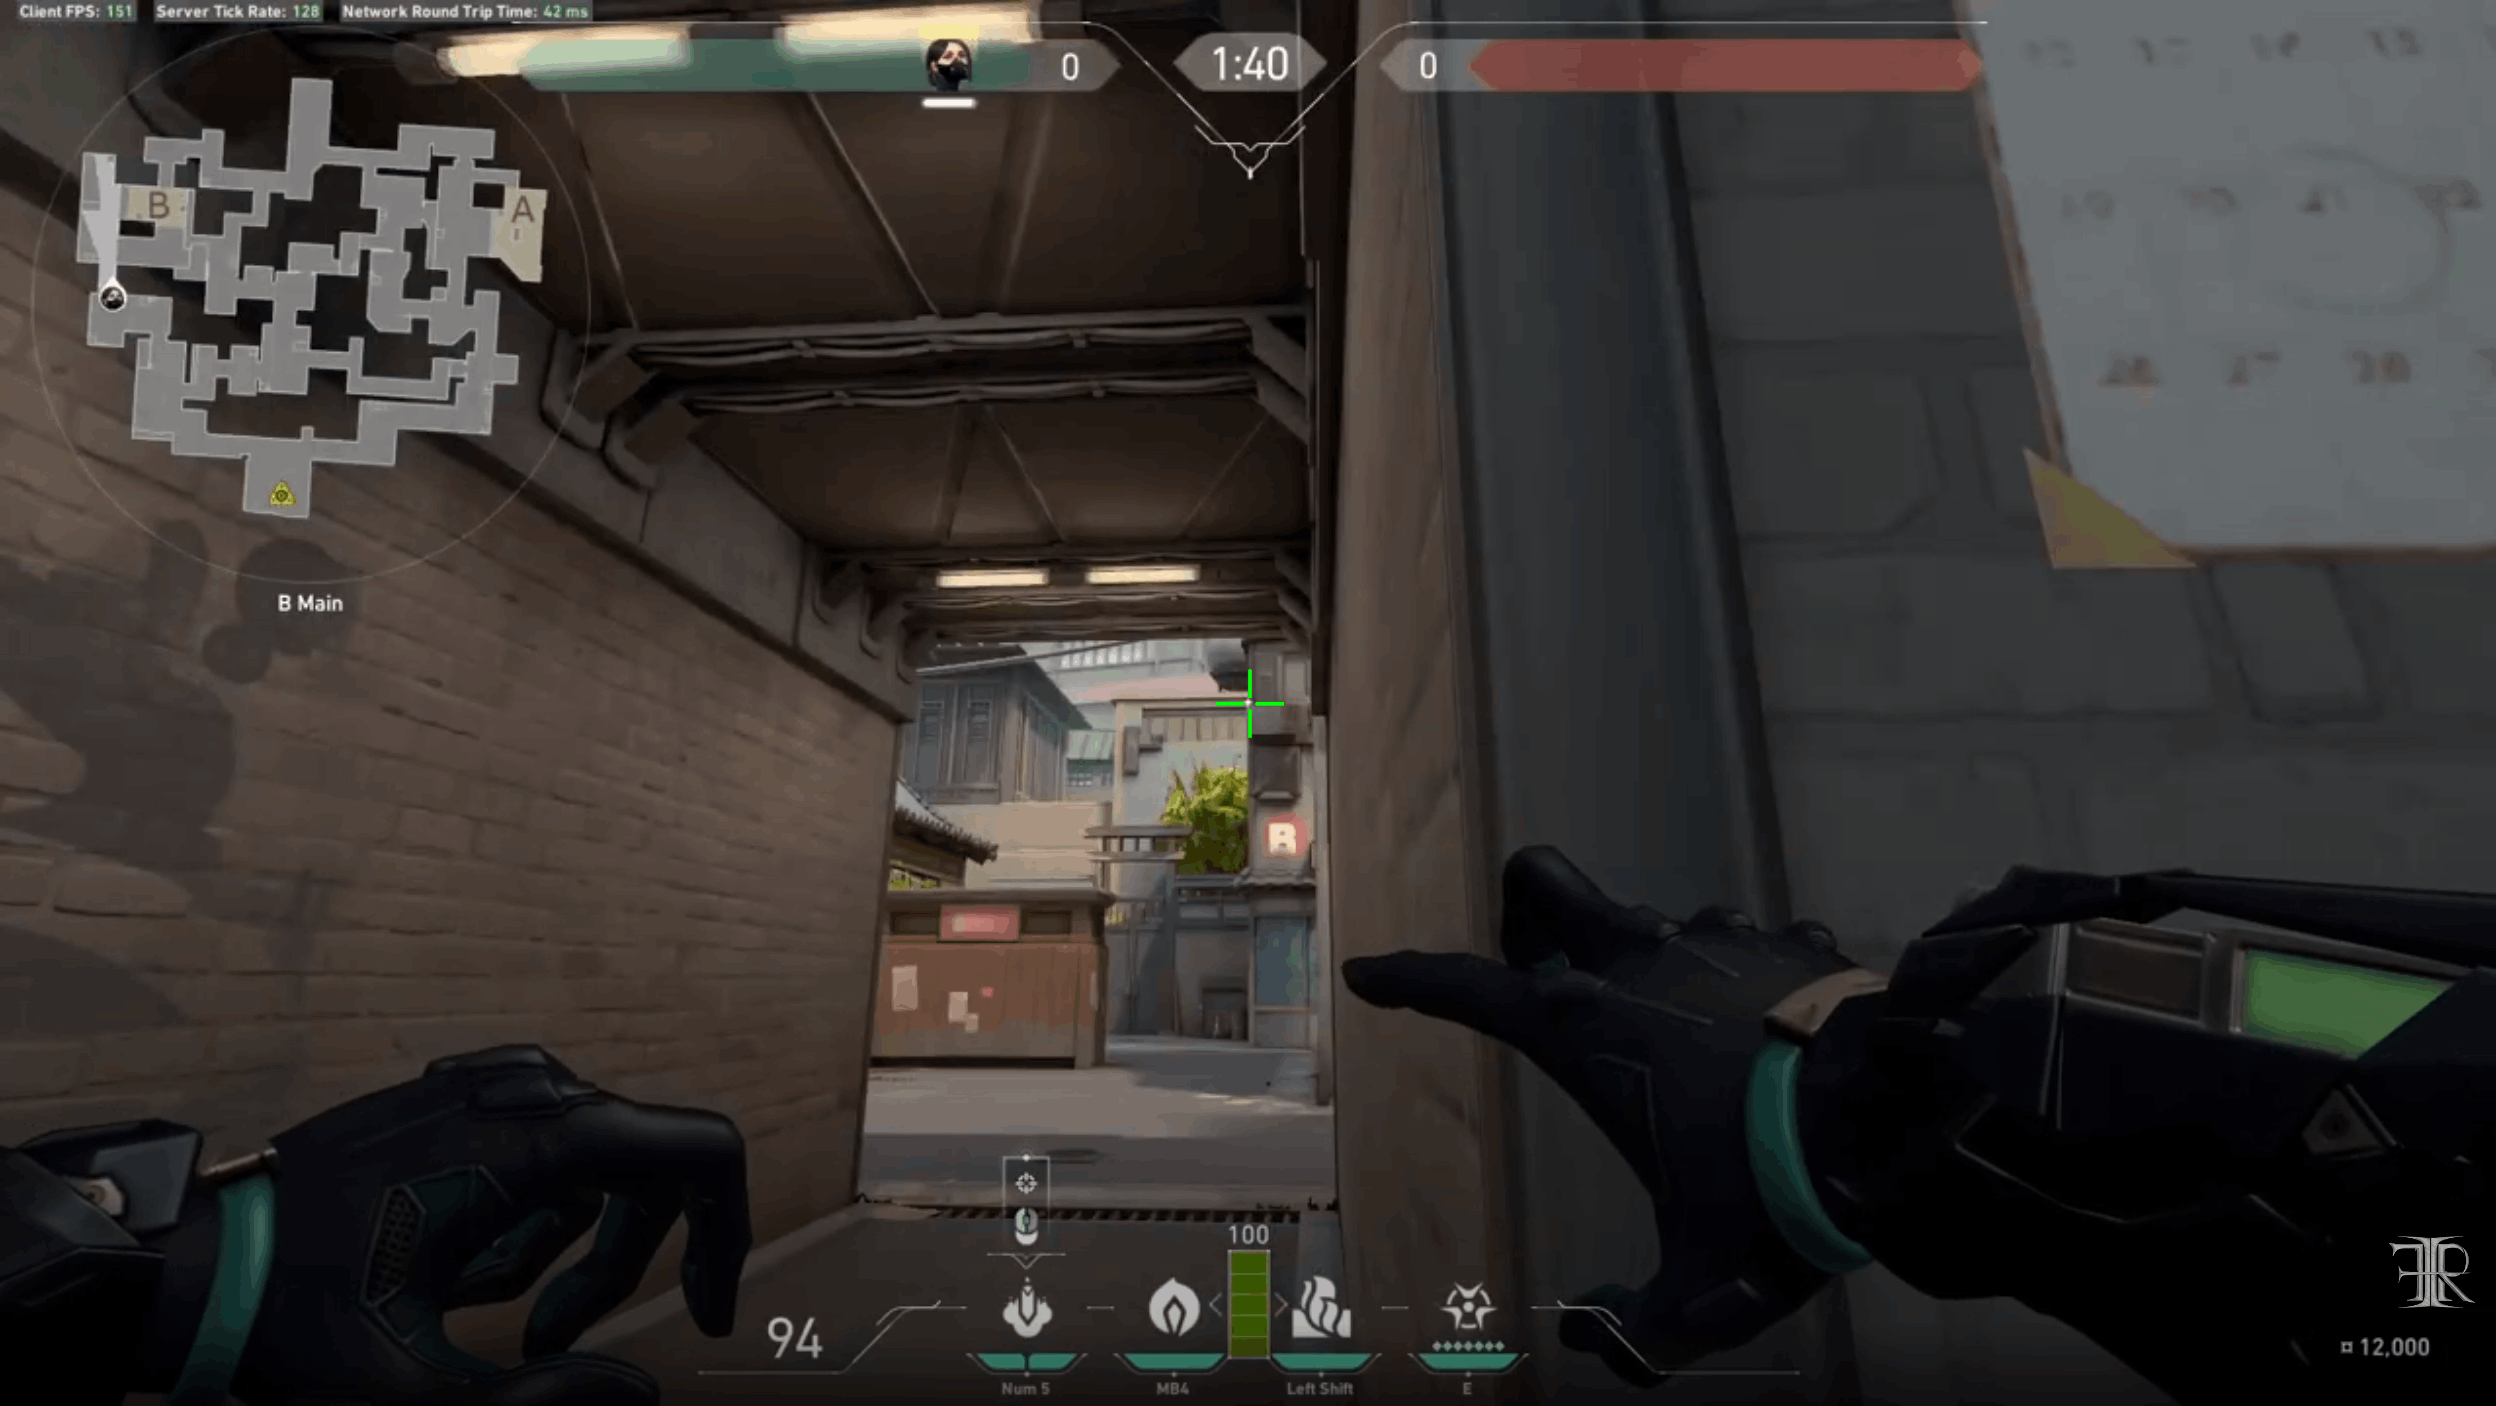 Client FPS: 151 Server Tick Rate: 128 Network Round Trip Time: 42 ms
0 1:40 0
B A
B Main
B
100
94
Num 5 MB4 Left Shift E
¤ 12,000